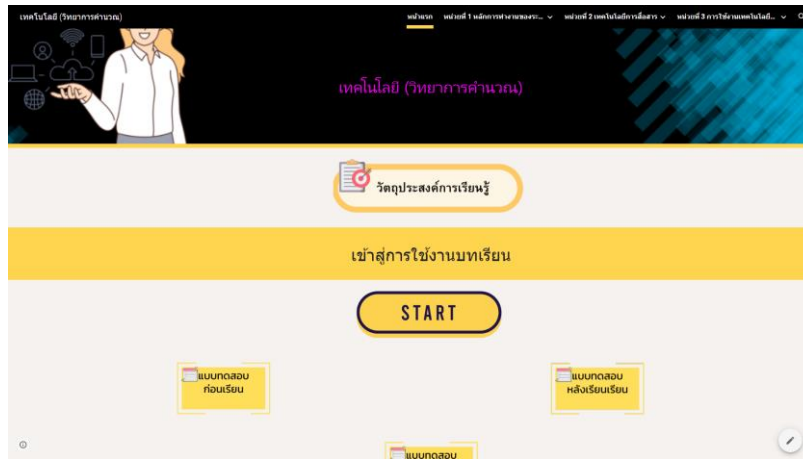 เทคโนโลยี (วิทยาการคำนวณ)
หน้าแรก หน่วยที่ 1 หลักการทำงานของระ... หน่วยที่ 2 เทคโนโลยีการสื่อสาร หน่วยที่ 3 การใช้งานเทคโนโลยี...
เทคโนโลยี (วิทยาการคำนวณ)
วัตถุประสงค์การเรียนรู้
เข้าสู่การใช้งานบทเรียน
START
แบบทดสอบ
ก่อนเรียน
แบบทดสอบ
หลังเรียนเรียน
แบบทดสอบ